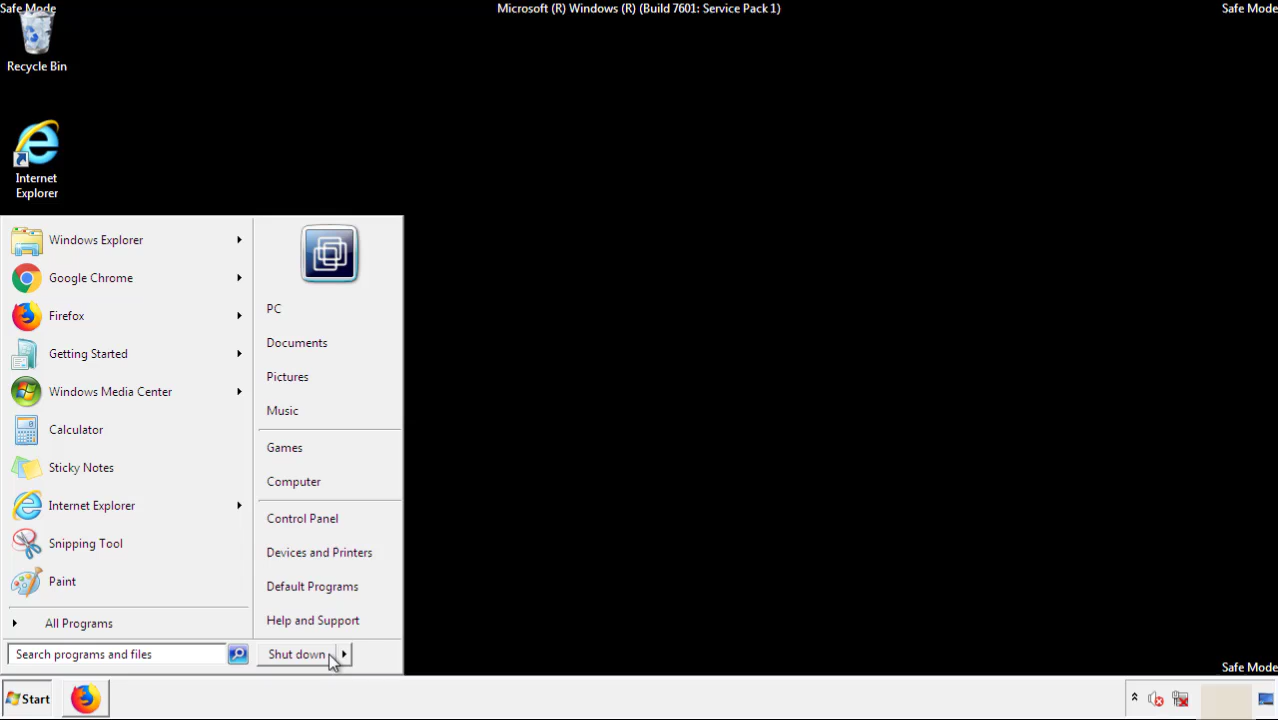 Safe Mode
Microsoft (R) Windows (R) (Build 7601: Service Pack 1)
Safe Mode
Recycle Bin
Internet
Explorer
Windows Explorer
Google Chrome
Firefox
Getting Started
Windows Media Center
Calculator
Sticky Notes
Internet Explorer
Snipping Tool
Paint
All Programs
Search programs and files
PC
Documents
Pictures
Music
Games
Computer
Control Panel
Devices and Printers
Default Programs
Help and Support
Shut down
Safe Mode
Start